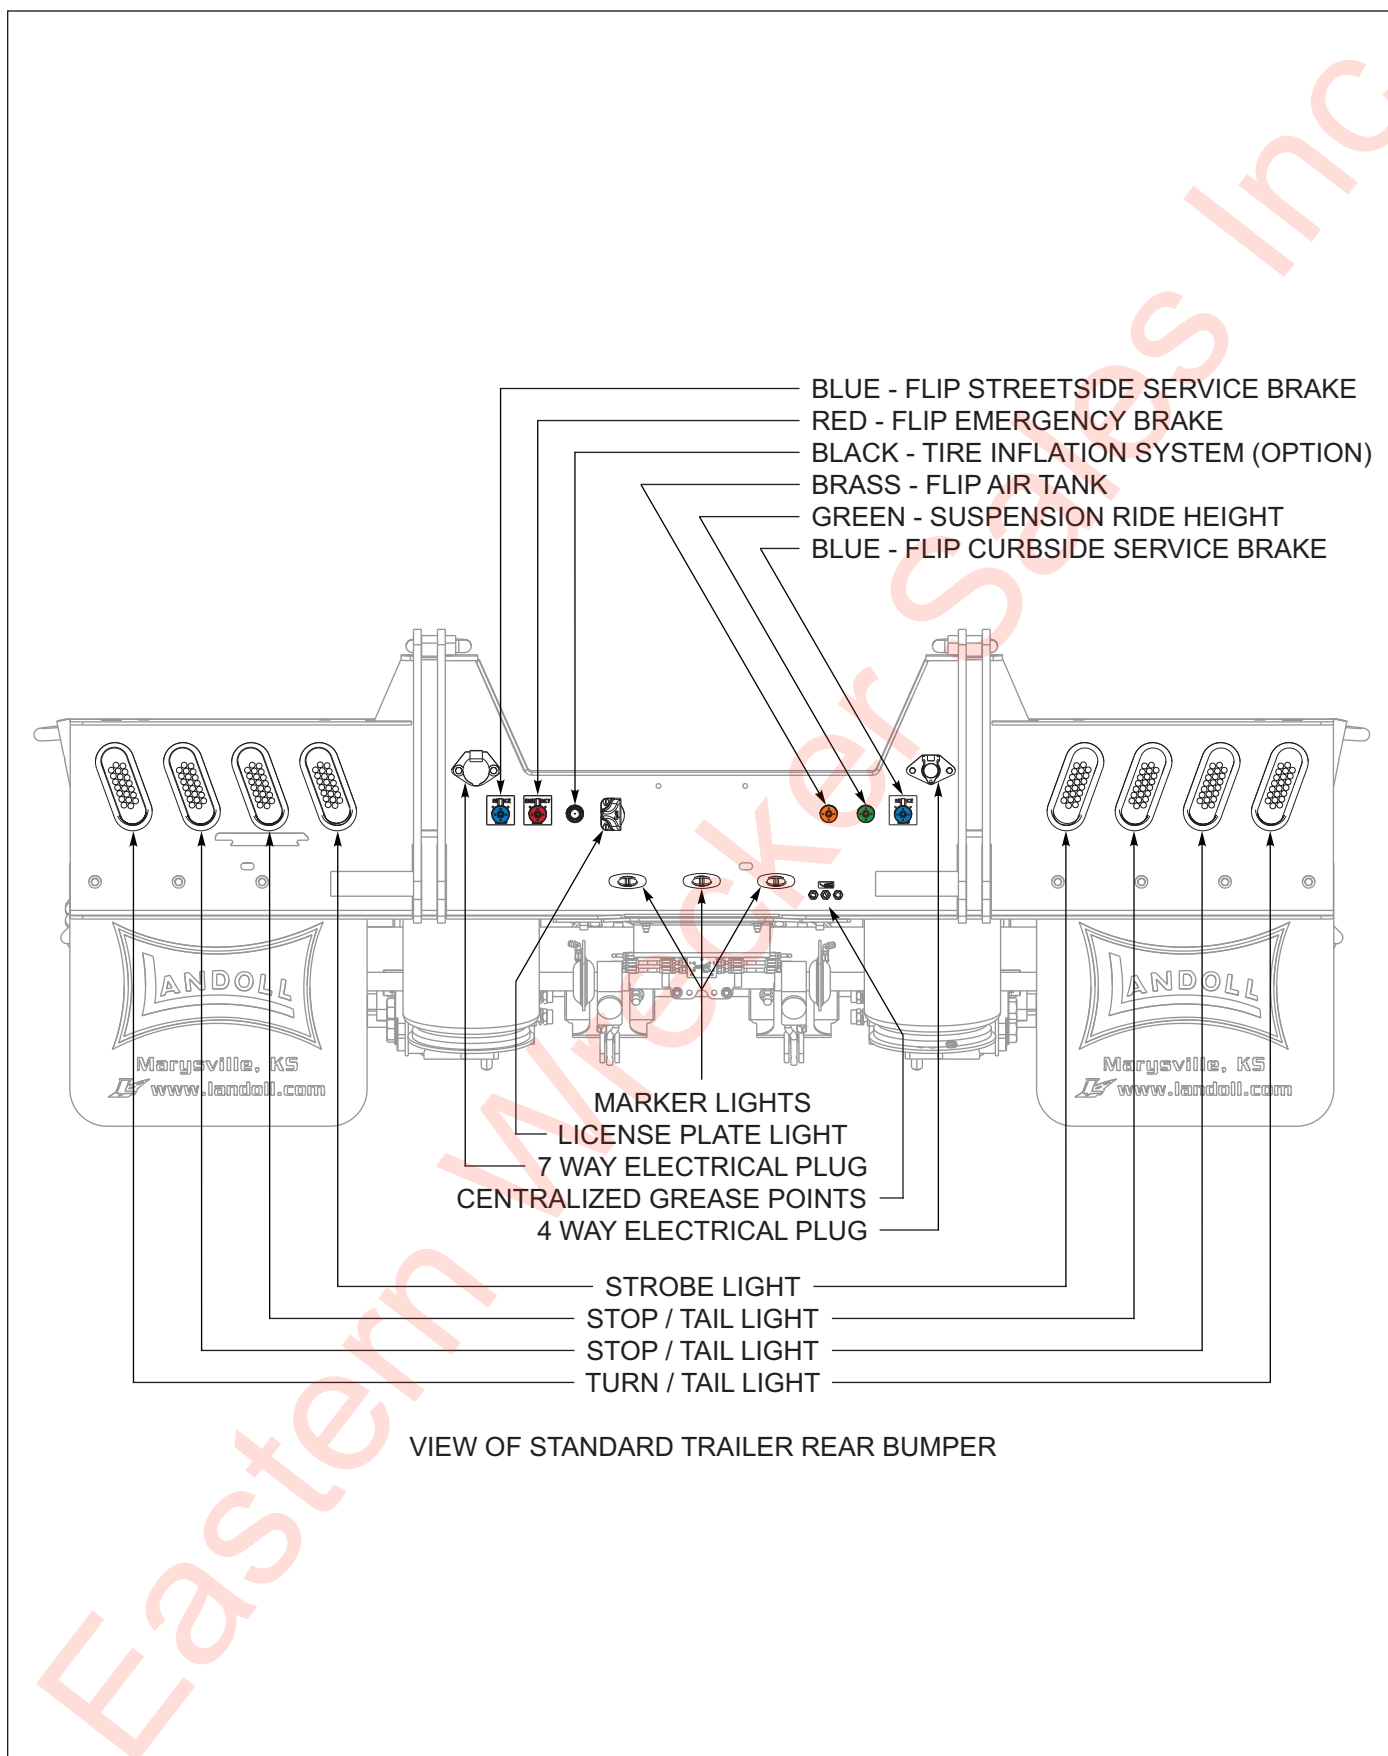 BLUE - FLIP STREETSIDE SERVICE BRAKE
RED - FLIP EMERGENCY BRAKE
BLACK - TIRE INFLATION SYSTEM (OPTION)
BRASS - FLIP AIR TANK
GREEN - SUSPENSION RIDE HEIGHT
BLUE - FLIP CURBSIDE SERVICE BRAKE
LANDOLL
Marysville, KS
www.landoll.com
LANDOLL
Marysville, KS
www.landoll.com
MARKER LIGHTS
LICENSE PLATE LIGHT
7 WAY ELECTRICAL PLUG
CENTRALIZED GREASE POINTS
4 WAY ELECTRICAL PLUG
STROBE LIGHT
STOP / TAIL LIGHT
STOP / TAIL LIGHT
TURN / TAIL LIGHT
VIEW OF STANDARD TRAILER REAR BUMPER
Eastern Wrecker Sales Inc